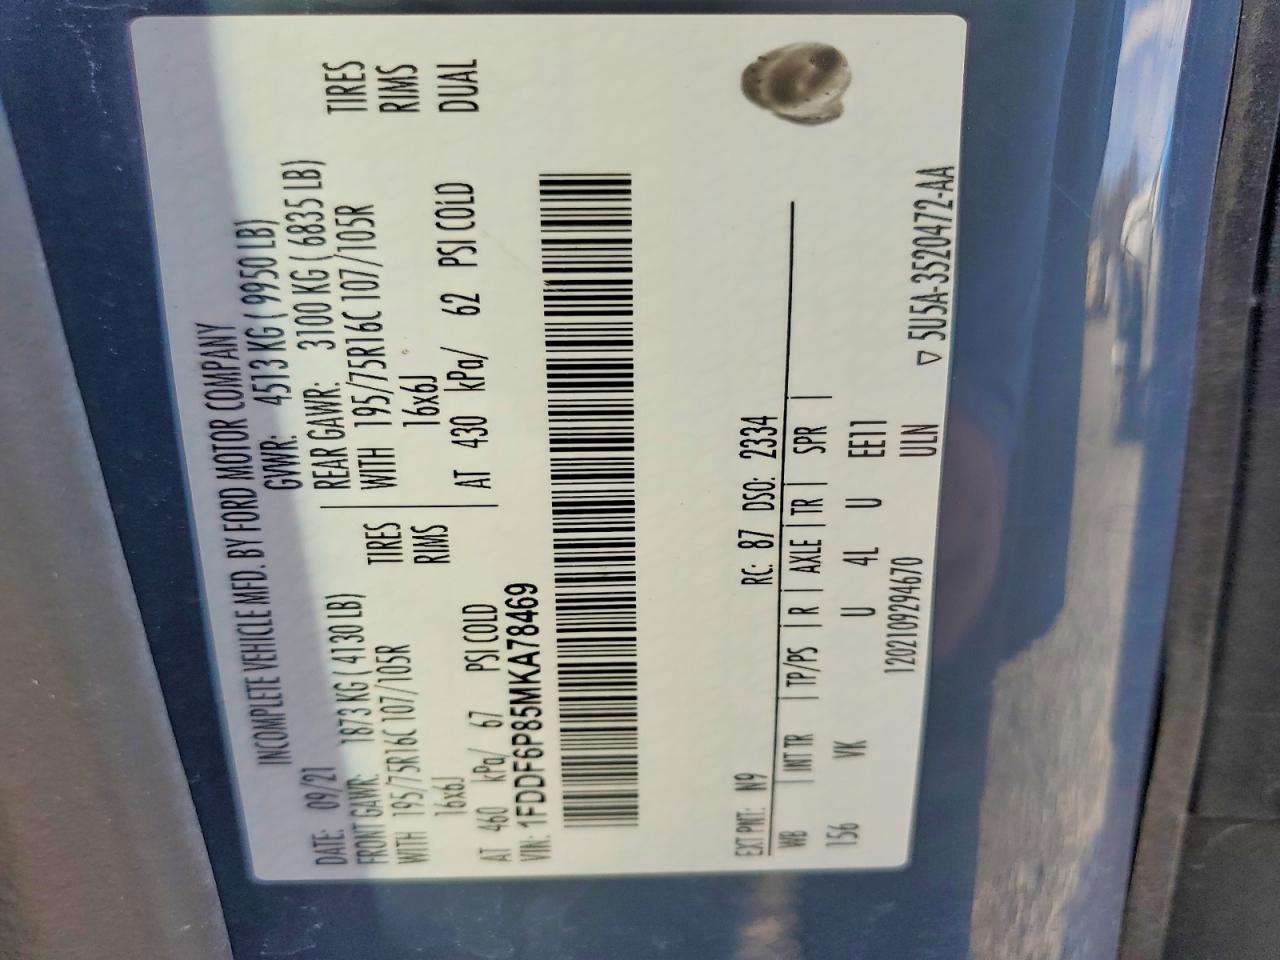 INCOMPLETE VEHICLE MFD. BY FORD MOTOR COMPANY
DATE: 09/21 GVWR: 4513 KG ( 9950 LB)
FRONT GAWR: 1873 KG ( 4130 LB) REAR GAWR: 3100 KG ( 6835 LB)
WITH 195/75R16C 107/105R TIRES WITH 195/75R16C 107/105R TIRES
16x6J RIMS 16x6J RIMS
AT 460 kPa/ 67 PSI COLD AT 430 kPa/ 62 PSI COLD DUAL
VIN: 1FDDF6P85MKA78469
EXT PNT: N9 RC: 87 DSO: 2334
WB | INT TR | TP/PS | R | AXLE | TR | SPR |
156 VK U 4L U EE11
1202109294670 ULN ▽ 5U5A-3520472-AA